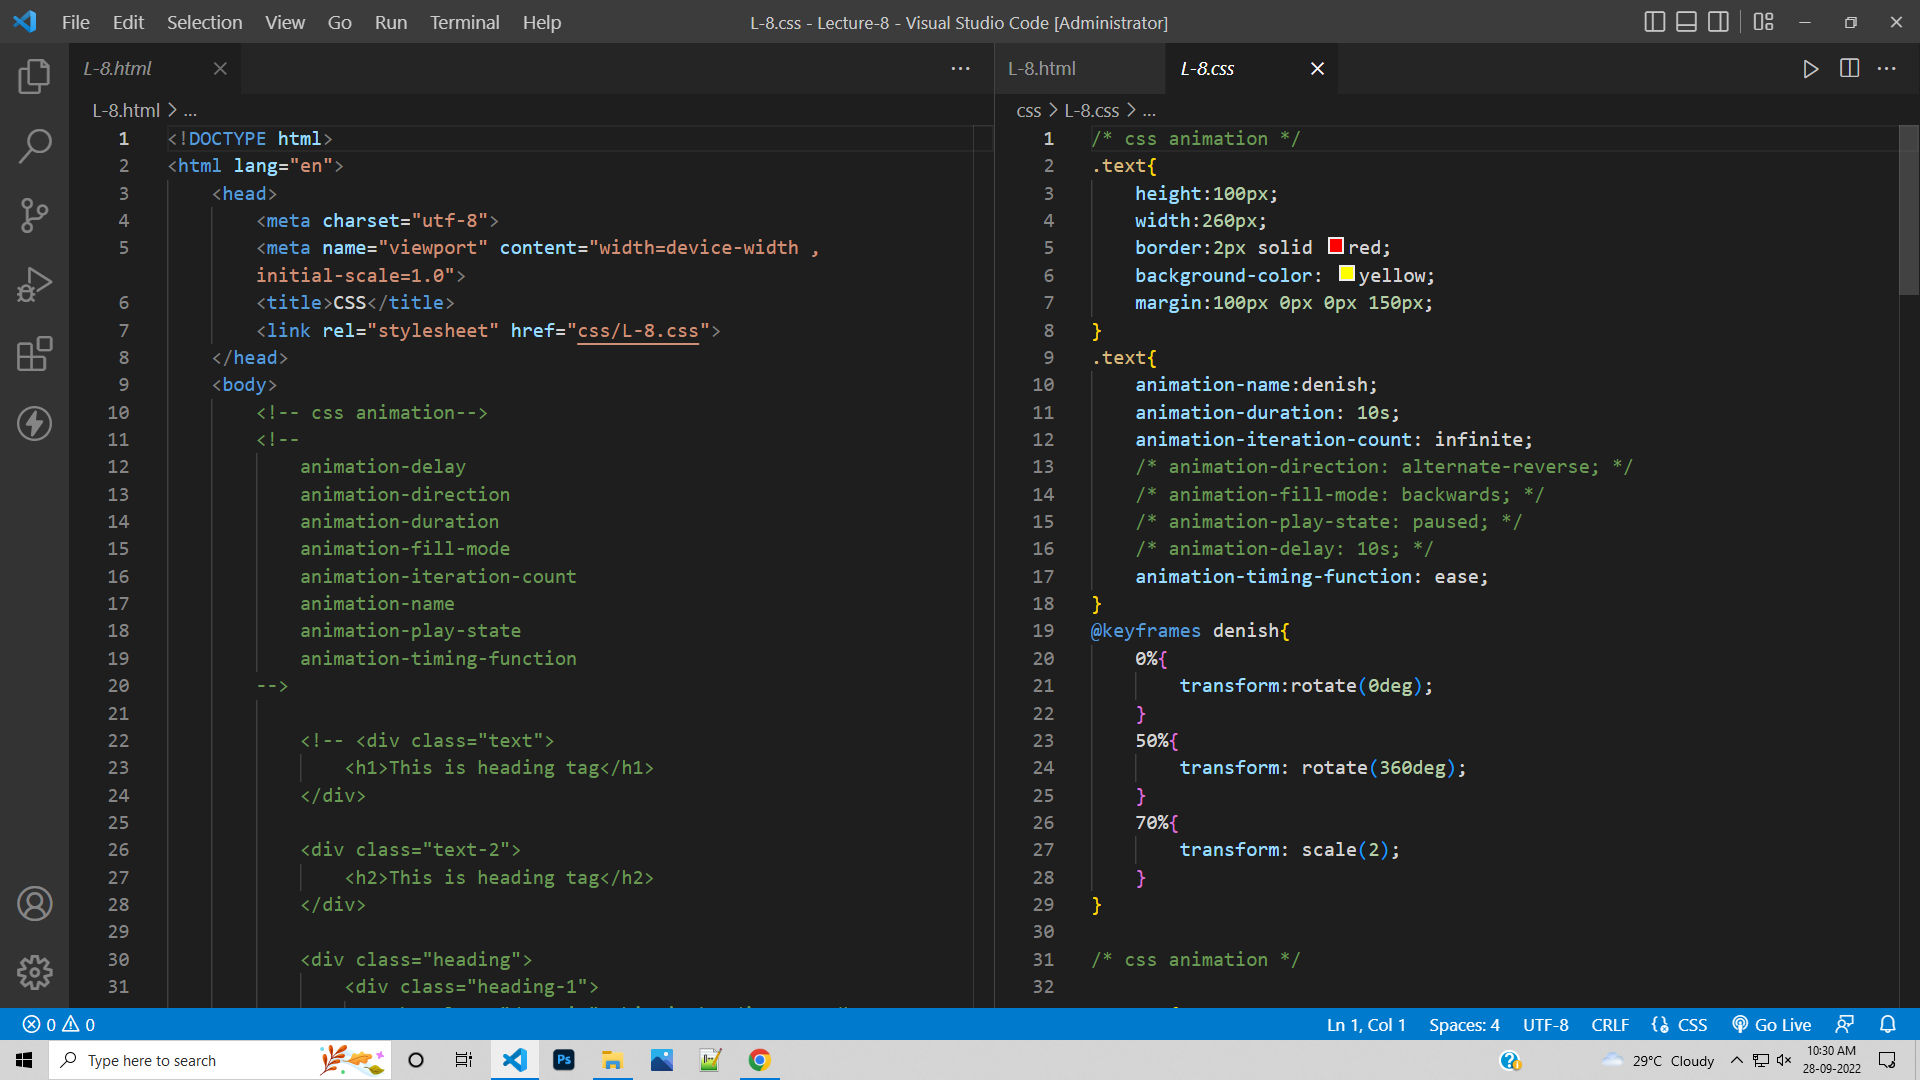 File Edit Selection View Go Run Terminal Help
L-8.css - Lecture-8 - Visual Studio Code [Administrator]
L-8.html
L-8.html > ...
1 <!DOCTYPE html>
2 <html lang="en">
3 <head>
4 <meta charset="utf-8">
5 <meta name="viewport" content="width=device-width ,
initial-scale=1.0">
6 <title>CSS</title>
7 <link rel="stylesheet" href="css/L-8.css">
8 </head>
9 <body>
10 <!-- css animation-->
11 <!--
12 animation-delay
13 animation-direction
14 animation-duration
15 animation-fill-mode
16 animation-iteration-count
17 animation-name
18 animation-play-state
19 animation-timing-function
20 -->
21
22 <!-- <div class="text">
23 <h1>This is heading tag</h1>
24 </div>
25
26 <div class="text-2">
27 <h2>This is heading tag</h2>
28 </div>
29
30 <div class="heading">
31 <div class="heading-1">
L-8.html L-8.css
css > L-8.css > ...
1 /* css animation */
2 .text{
3 height:100px;
4 width:260px;
5 border:2px solid red;
6 background-color: yellow;
7 margin:100px 0px 0px 150px;
8 }
9 .text{
10 animation-name:denish;
11 animation-duration: 10s;
12 animation-iteration-count: infinite;
13 /* animation-direction: alternate-reverse; */
14 /* animation-fill-mode: backwards; */
15 /* animation-play-state: paused; */
16 /* animation-delay: 10s; */
17 animation-timing-function: ease;
18 }
19 @keyframes denish{
20 0%{
21 transform:rotate(0deg);
22 }
23 50%{
24 transform: rotate(360deg);
25 }
26 70%{
27 transform: scale(2);
28 }
29 }
30
31 /* css animation */
32
0 0
Ln 1, Col 1 Spaces: 4 UTF-8 CRLF {} CSS Go Live
Type here to search
Ps
29°C Cloudy
10:30 AM
28-09-2022